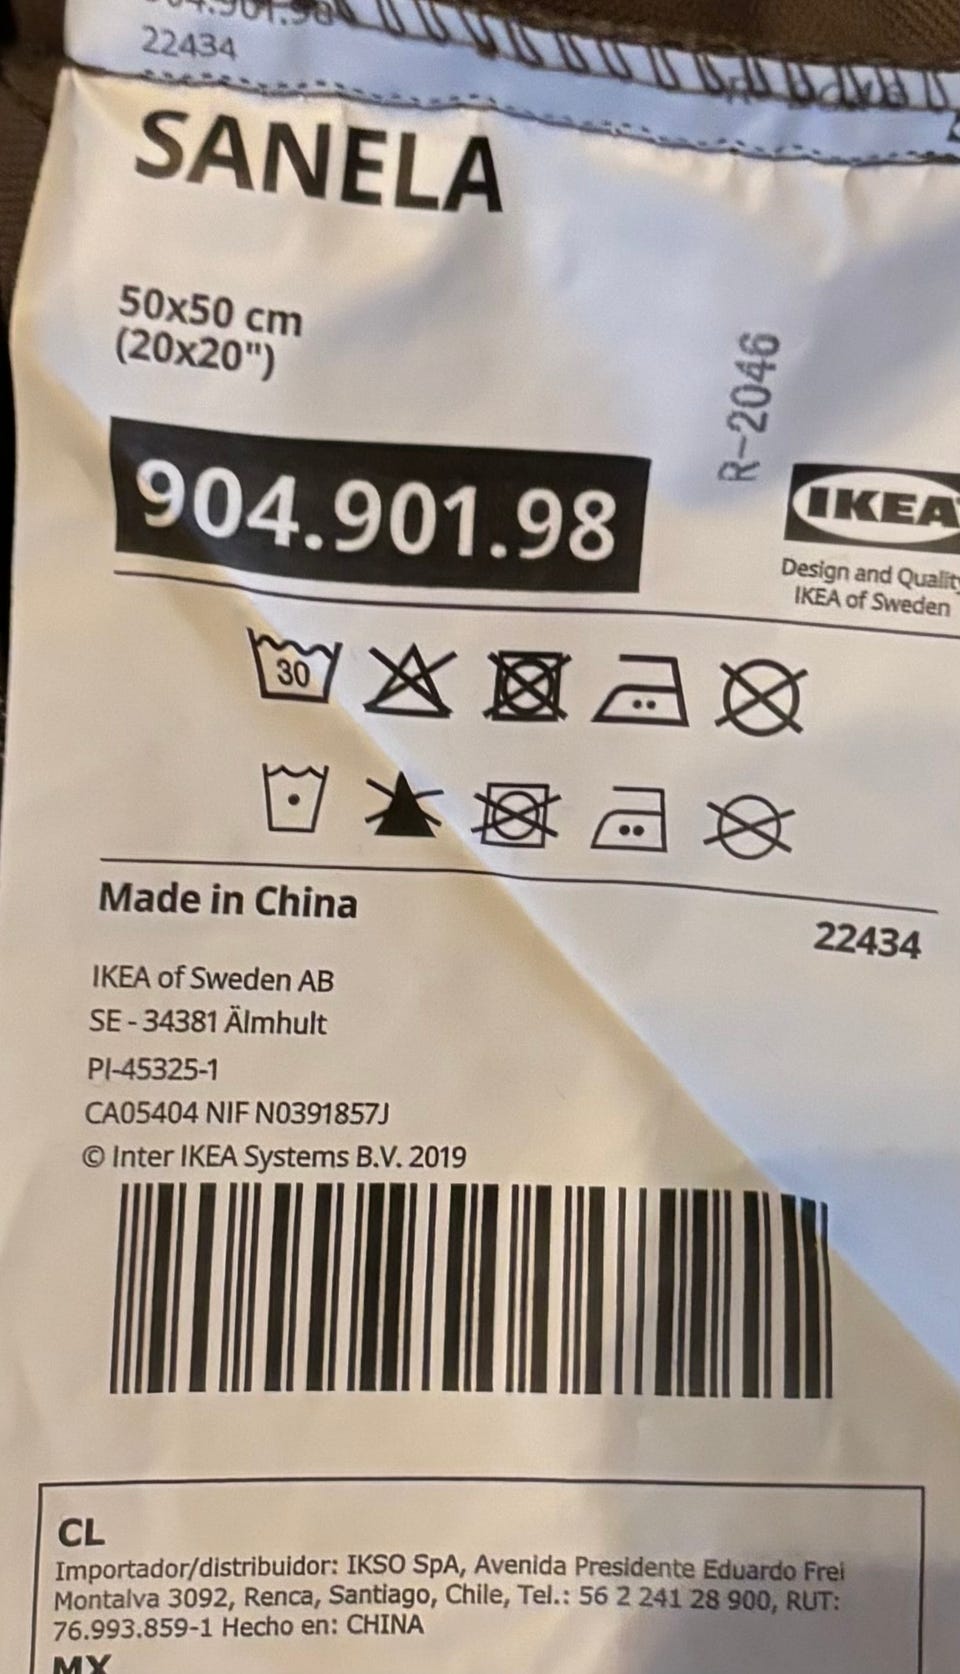 22434
SANELA
50x50 cm
(20x20")
R-2046
904.901.98
IKEA
Design and Quality
IKEA of Sweden
30
Made in China
22434
IKEA of Sweden AB
SE - 34381 Älmhult
PI-45325-1
CA05404 NIF N0391857J
© Inter IKEA Systems B.V. 2019
CL
Importador/distribuidor: IKSO SpA, Avenida Presidente Eduardo Frei
Montalva 3092, Renca, Santiago, Chile, Tel.: 56 2 241 28 900, RUT:
76.993.859-1 Hecho en: CHINA
MX